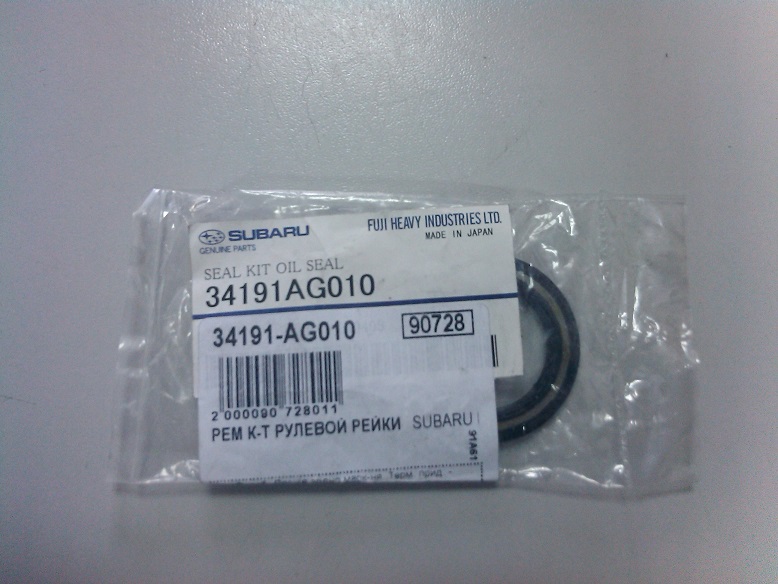 SUBARU
GENUINE PARTS
FUJI HEAVY INDUSTRIES LTD.
MADE IN JAPAN
SEAL KIT OIL SEAL
34191AG010
34191-AG010
90728
2 000090 728011
РЕМ К-Т РУЛЕВОЙ РЕЙКИ SUBARU
91A61